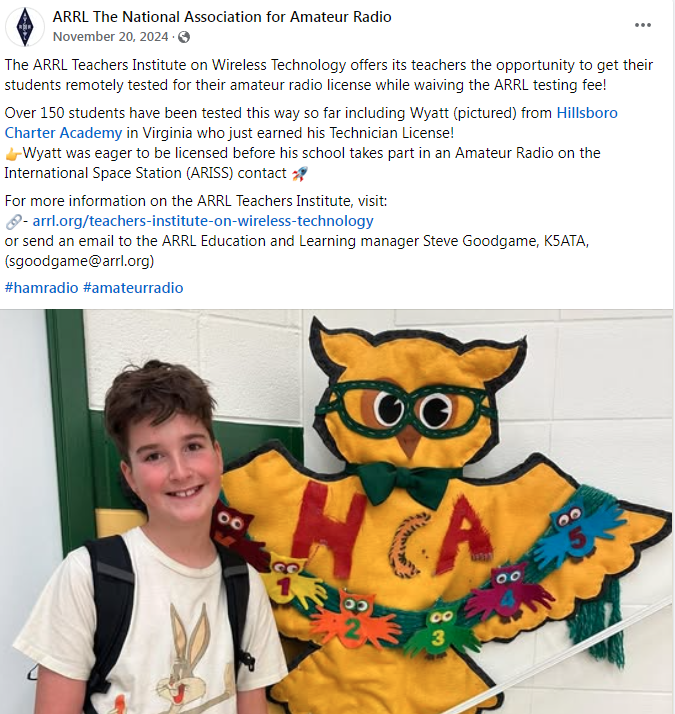 ARRL The National Association for Amateur Radio
November 20, 2024 ·
The ARRL Teachers Institute on Wireless Technology offers its teachers the opportunity to get their
students remotely tested for their amateur radio license while waiving the ARRL testing fee!
Over 150 students have been tested this way so far including Wyatt (pictured) from Hillsboro
Charter Academy in Virginia who just earned his Technician License!
👉Wyatt was eager to be licensed before his school takes part in an Amateur Radio on the
International Space Station (ARISS) contact 🚀
For more information on the ARRL Teachers Institute, visit:
🔗- arrl.org/teachers-institute-on-wireless-technology
or send an email to the ARRL Education and Learning manager Steve Goodgame, K5ATA,
(sgoodgame@arrl.org)
#hamradio #amateurradio
HCA
K
1
2
3
4
5